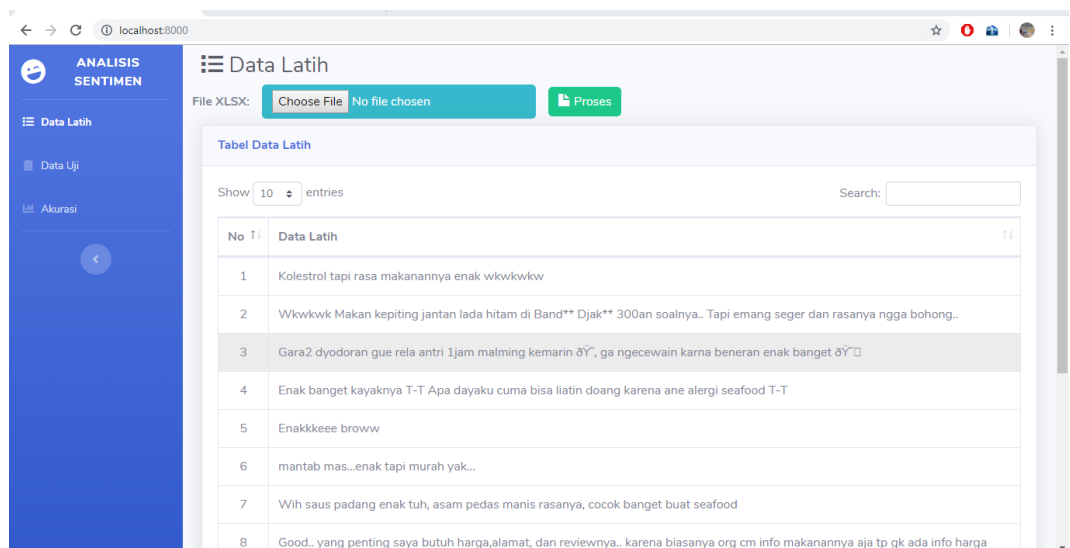 localhost:8000
ANALISIS
SENTIMEN
Data Latih
File XLSX: Choose File No file chosen Proses
Data Latih
Tabel Data Latih
Data Uji
Show 10 entries Search:
Akurasi
No Data Latih
1 Kolestrol tapi rasa makanannya enak wkwkwkw
2 Wkwkwk Makan kepiting jantan lada hitam di Band** Djak** 300an soalnya.. Tapi emang seger dan rasanya ngga bohong..
3 Gara2 dyodoran gue rela antri 1jam malming kemarin ðŸ˜, ga ngecewain karna beneran enak banget ðŸ˜
4 Enak banget kayaknya T-T Apa dayaku cuma bisa liatin doang karena ane alergi seafood T-T
5 Enakkkeee broww
6 mantab mas...enak tapi murah yak...
7 Wih saus padang enak tuh, asam pedas manis rasanya, cocok banget buat seafood
8 Good.. yang penting saya butuh harga,alamat, dan reviewnya.. karena biasanya org cm info makanannya aja tp gk ada info harga